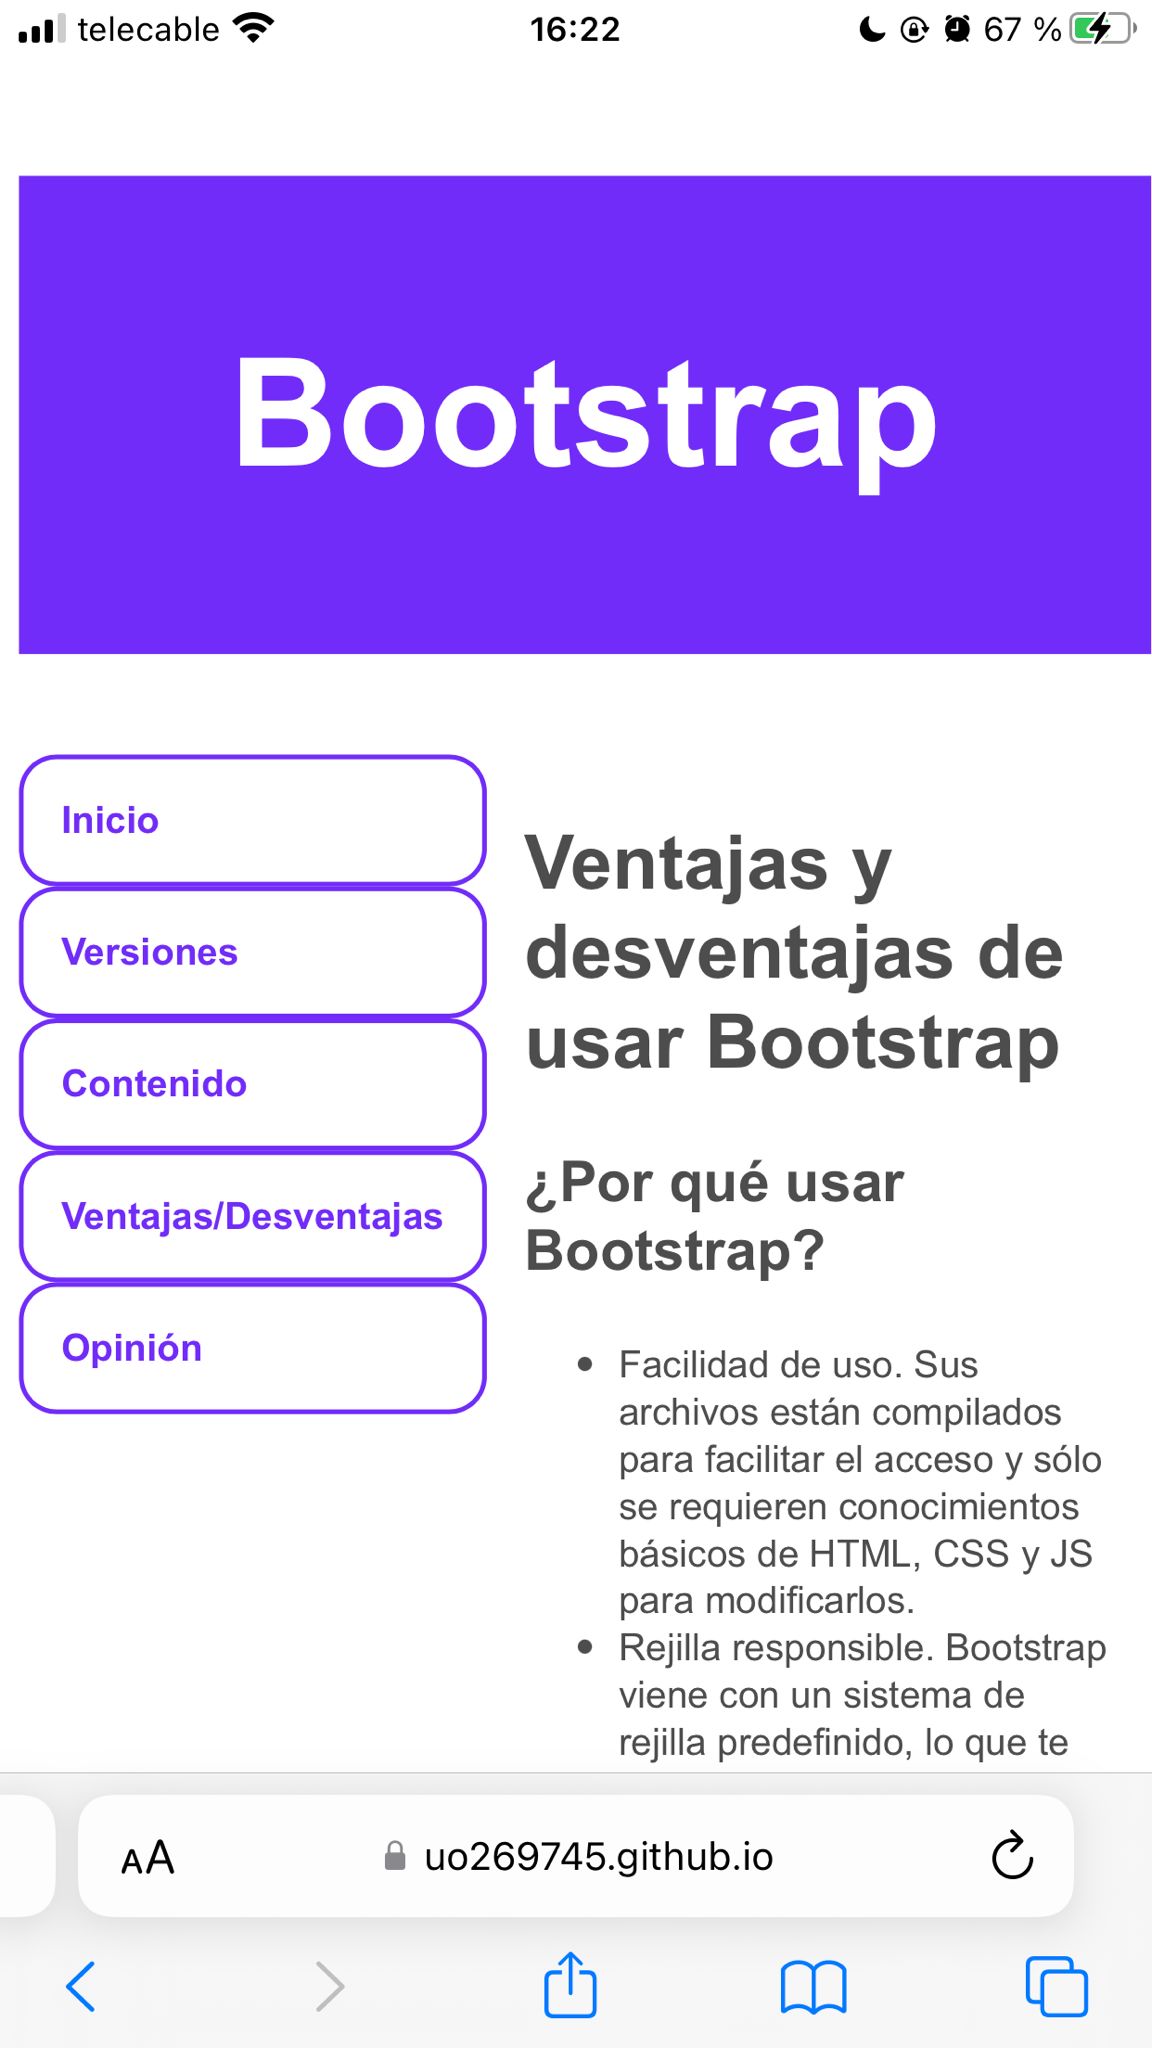 telecable
16:22
67 %
Bootstrap
Inicio
Versiones
Contenido
Ventajas/Desventajas
Opinión
Ventajas y
desventajas de
usar Bootstrap
¿Por qué usar
Bootstrap?
Facilidad de uso. Sus
archivos están compilados
para facilitar el acceso y sólo
se requieren conocimientos
básicos de HTML, CSS y JS
para modificarlos.
Rejilla responsible. Bootstrap
viene con un sistema de
rejilla predefinido, lo que te
AA
uo269745.github.io